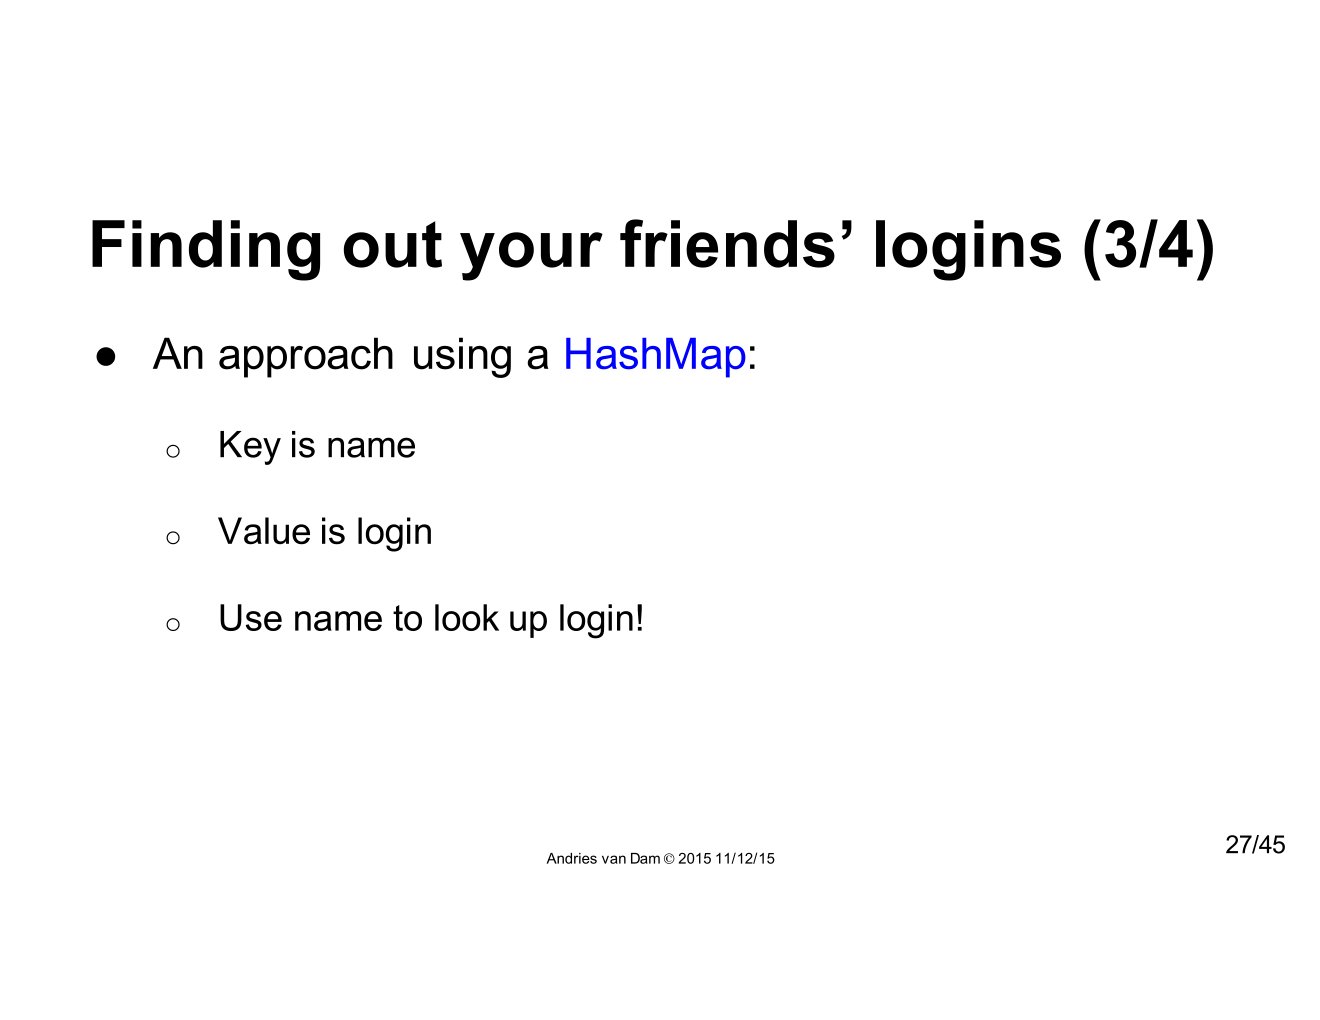 Finding out your friends’ logins (3/4)
● An approach using a HashMap:
○ Key is name
○ Value is login
○ Use name to look up login!
Andries van Dam © 2015 11/12/15
27/45